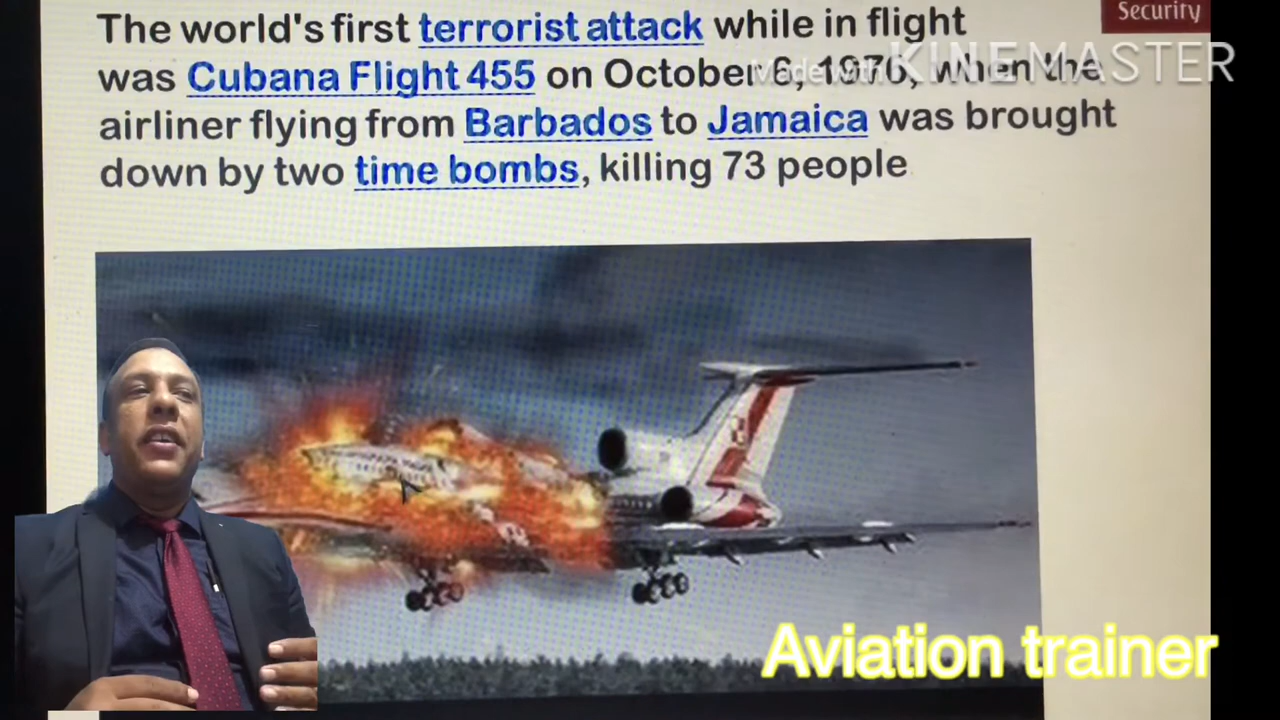 The world's first terrorist attack while in flight
Security
was Cubana Flight 455 on October 6, 1976, when the
Made with KINEMASTER
airliner flying from Barbados to Jamaica was brought
down by two time bombs, killing 73 people
Aviation trainer